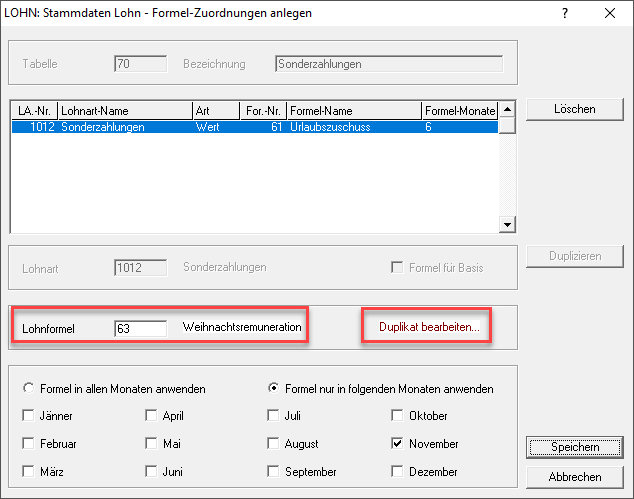 LOHN: Stammdaten Lohn - Formel-Zuordnungen anlegen
Tabelle 70 Bezeichnung Sonderzahlungen
LA.-Nr. Lohnart-Name Art For.-Nr. Formel-Name Formel-Monate
1012 Sonderzahlungen Wert 61 Urlaubszuschuss 6
Löschen
Lohnart 1012 Sonderzahlungen Formel für Basis
Duplizieren
Lohnformel 63 Weihnachtsremuneration Duplikat bearbeiten...
Formel in allen Monaten anwenden Formel nur in folgenden Monaten anwenden
Jänner April Juli Oktober
Februar Mai August November
März Juni September Dezember
Speichern
Abbrechen